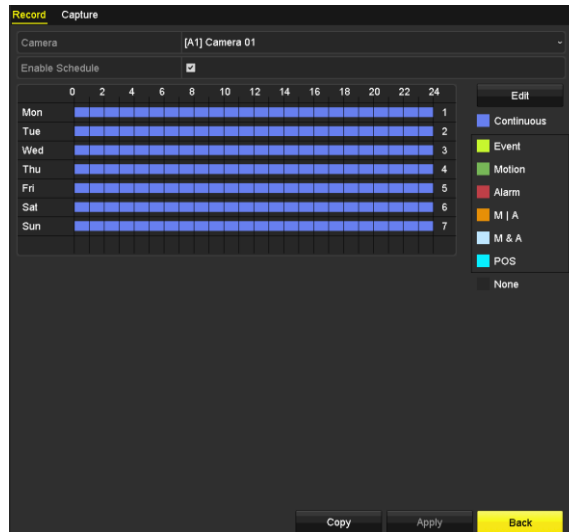 Record Capture
Camera [A1] Camera 01
Enable Schedule
0 2 4 6 8 10 12 14 16 18 20 22 24
Edit
Mon 1
Continuous
Tue 2
Wed 3
Event
Thu 4
Motion
Fri 5
Alarm
Sat 6
M | A
Sun 7
M & A
POS
None
Copy Apply Back